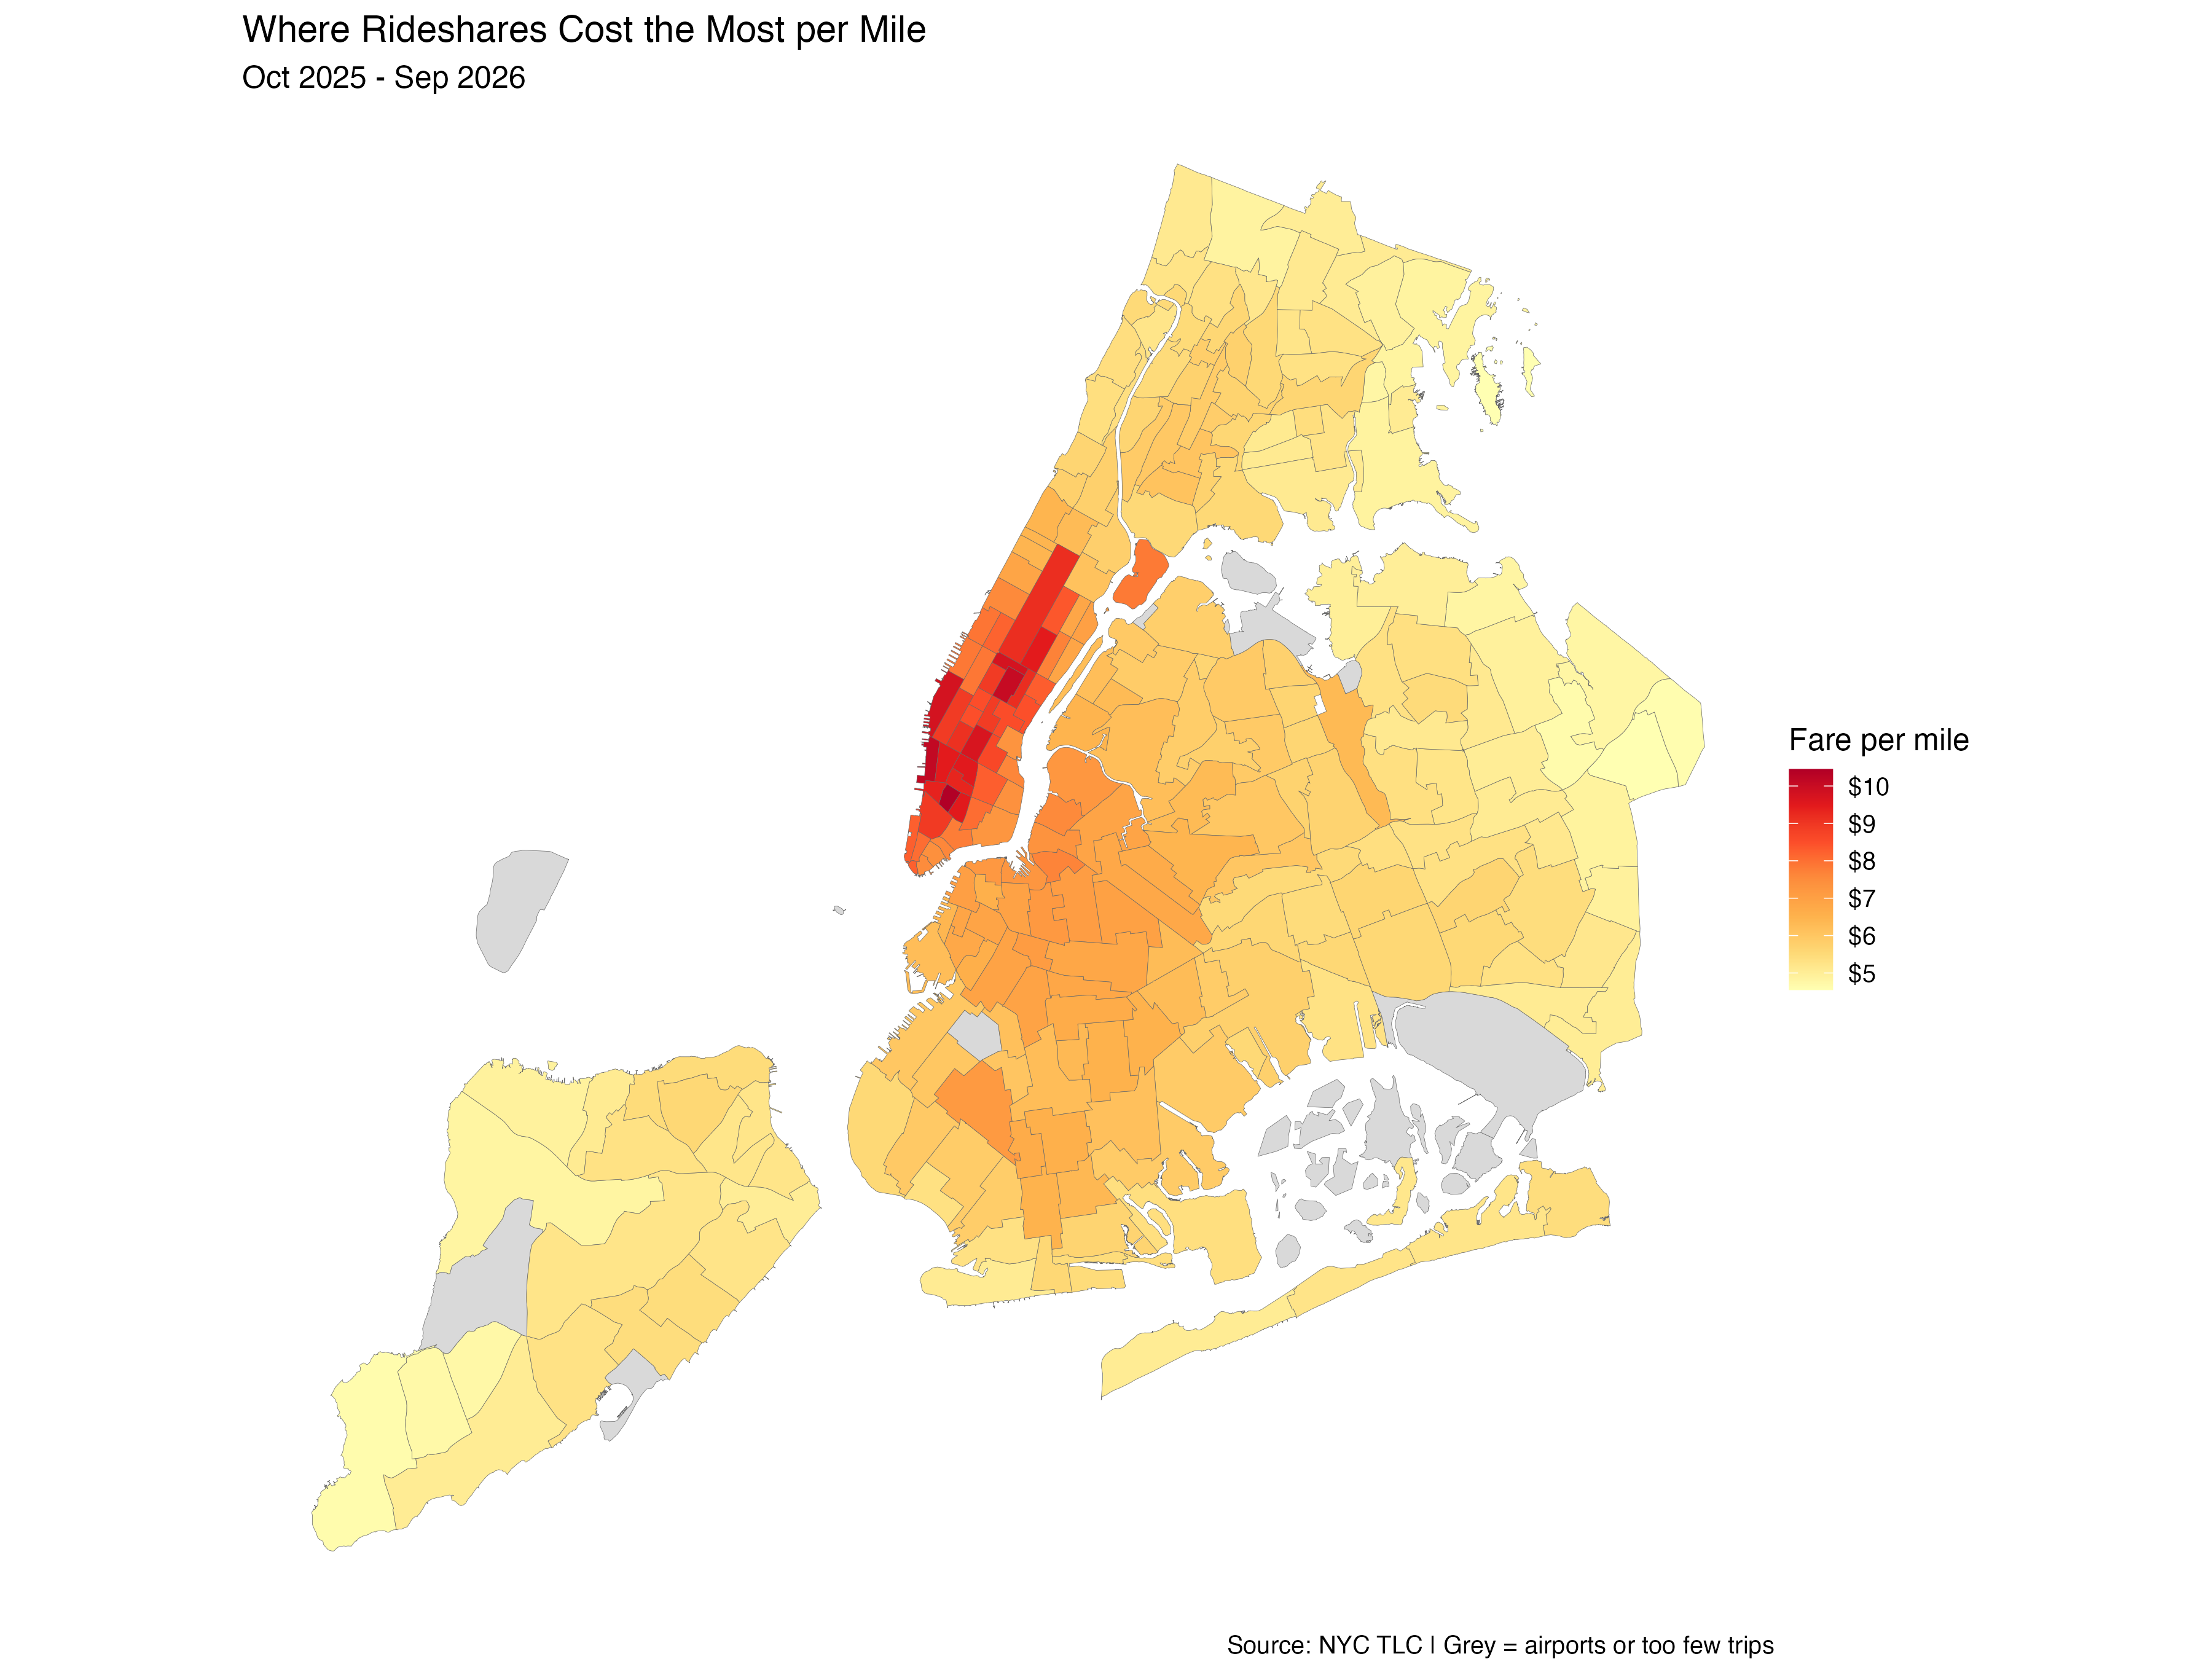 Where Rideshares Cost the Most per Mile
Oct 2025 - Sep 2026
Fare per mile
$10
$9
$8
$7
$6
$5
Source: NYC TLC | Grey = airports or too few trips